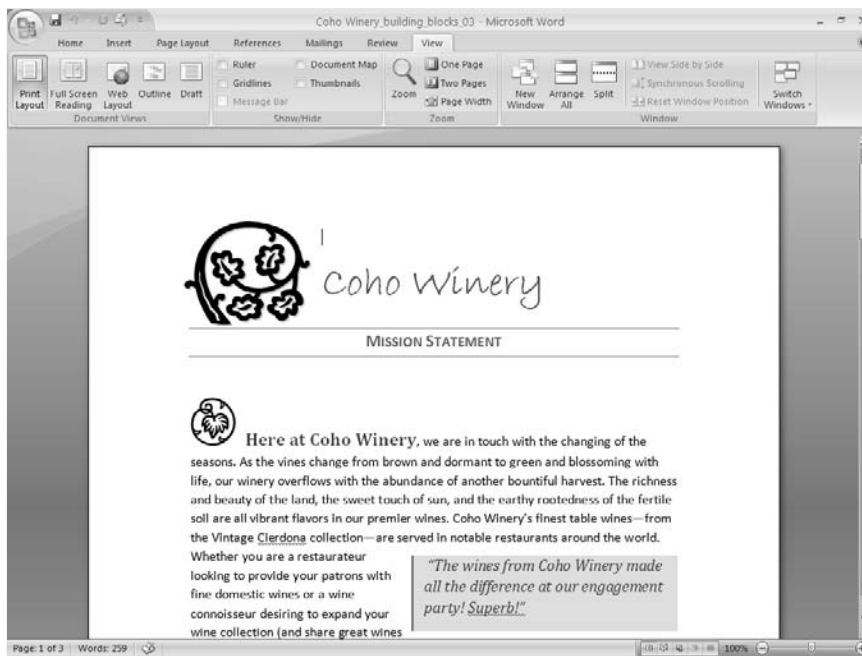 Coho Winery_building_blocks_03 - Microsoft Word
Home Insert Page Layout References Mailings Review View
Print Layout
Full Screen Reading
Web Layout
Outline
Draft
Document Views
Ruler
Gridlines
Message Bar
Document Map
Thumbnails
Show/Hide
Zoom
One Page
Two Pages
Page Width
Zoom
New Window
Arrange All
Split
View Side by Side
Synchronous Scrolling
Reset Window Position
Window
Switch Windows
Coho Winery
MISSION STATEMENT
Here at Coho Winery, we are in touch with the changing of the
seasons. As the vines change from brown and dormant to green and blossoming with
life, our winery overflows with the abundance of another bountiful harvest. The richness
and beauty of the land, the sweet touch of sun, and the earthy rootedness of the fertile
soil are all vibrant flavors in our premier wines. Coho Winery's finest table wines—from
the Vintage Clerdona collection—are served in notable restaurants around the world.
Whether you are a restaurateur
looking to provide your patrons with
fine domestic wines or a wine
connoisseur desiring to expand your
wine collection (and share great wines
"The wines from Coho Winery made
all the difference at our engagement
party! Superb!"
Page: 1 of 3 Words: 259 100%